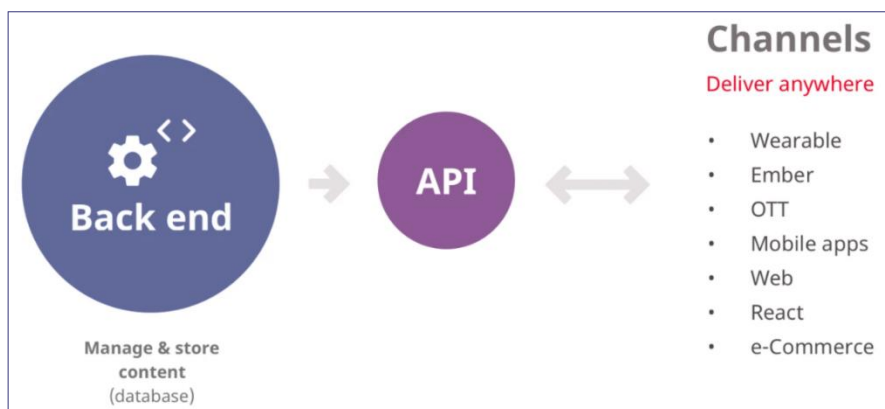 < >
Back end
Manage & store
content
(database)
API
Channels
Deliver anywhere
• Wearable
• Ember
• OTT
• Mobile apps
• Web
• React
• e-Commerce